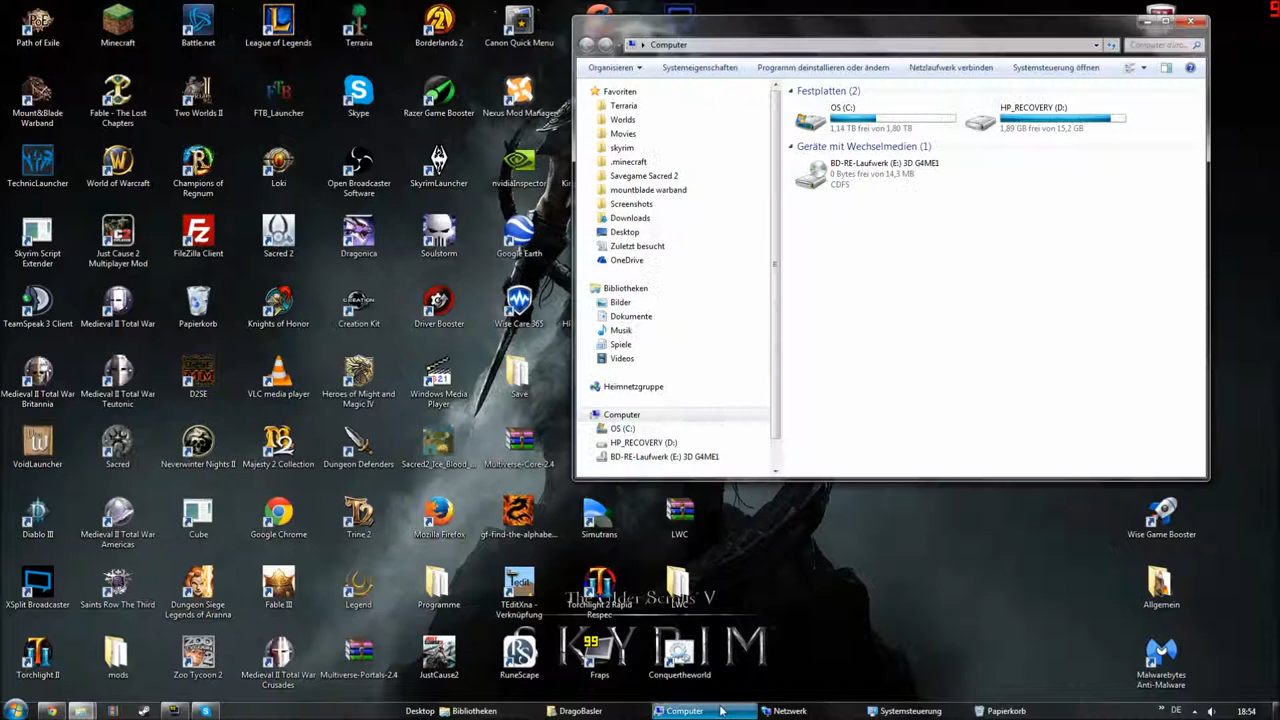 Path of Exile
Minecraft
Battle.net
League of Legends
Terraria
Borderlands 2
Canon Quick Menu
Mount&Blade Warband
Fable - The Lost Chapters
Two Worlds II
FTB_Launcher
Skype
Razer Game Booster
Nexus Mod Manager
TechnicLauncher
World of Warcraft
Champions of Regnum
Loki
Open Broadcaster Software
SkyrimLauncher
nvidiaInspector
Skyrim Script Extender
Just Cause 2 Multiplayer Mod
FileZilla Client
Sacred 2
Dragonica
Soulstorm
Google Earth
TeamSpeak 3 Client
Medieval II Total War
Papierkorb
Knights of Honor
Creation Kit
Driver Booster
Wise Care 365
Medieval II Total War Britannia
Medieval II Total War Teutonic
D2SE
VLC media player
Heroes of Might and Magic IV
Windows Media Player
Save
VoidLauncher
Sacred
Neverwinter Nights II
Majesty 2 Collection
Dungeon Defenders
Sacred2_Ice_Blood_...
Multiverse-Core-2.4
Diablo III
Medieval II Total War Americas
Cube
Google Chrome
Trine 2
Mozilla Firefox
gf-find-the-alphabe...
Simutrans
LWC
Wise Game Booster
XSplit Broadcaster
Saints Row The Third
Dungeon Siege Legends of Aranna
Fable III
Legend
Programme
TEditXna - Verknüpfung
Torchlight 2 Rapid Respec
LWC
Allgemein
Torchlight II
mods
Zoo Tycoon 2
Medieval II Total War Crusades
Multiverse-Portals-2.4
JustCause2
RuneScape
99
Fraps
Conquertheworld
Malwarebytes Anti-Malware
The Elder Scrolls V
SKYRIM
Computer
Organisieren
Systemeigenschaften
Programm deinstallieren oder ändern
Netzlaufwerk verbinden
Systemsteuerung öffnen
Favoriten
Terraria
Worlds
Movies
skyrim
.minecraft
Savegame Sacred 2
mountblade warband
Screenshots
Downloads
Desktop
Zuletzt besucht
OneDrive
Bibliotheken
Bilder
Dokumente
Musik
Spiele
Videos
Heimnetzgruppe
Computer
OS (C:)
HP_RECOVERY (D:)
BD-RE-Laufwerk (E:) 3D G4ME1
Festplatten (2)
OS (C:)
1,14 TB frei von 1,80 TB
HP_RECOVERY (D:)
1,89 GB frei von 15,2 GB
Geräte mit Wechselmedien (1)
BD-RE-Laufwerk (E:) 3D G4ME1
0 Bytes frei von 14,3 MB
CDFS
Desktop
Bibliotheken
DragoBasler
Computer
Netzwerk
Systemsteuerung
Papierkorb
DE
18:54